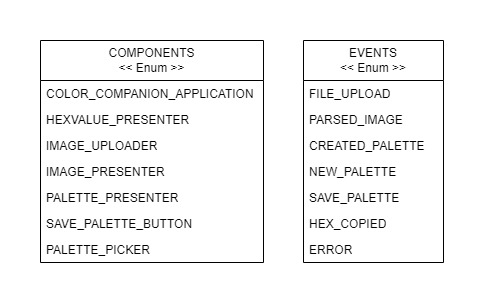 COMPONENTS
<< Enum >>
COLOR_COMPANION_APPLICATION
HEXVALUE_PRESENTER
IMAGE_UPLOADER
IMAGE_PRESENTER
PALETTE_PRESENTER
SAVE_PALETTE_BUTTON
PALETTE_PICKER
EVENTS
<< Enum >>
FILE_UPLOAD
PARSED_IMAGE
CREATED_PALETTE
NEW_PALETTE
SAVE_PALETTE
HEX_COPIED
ERROR